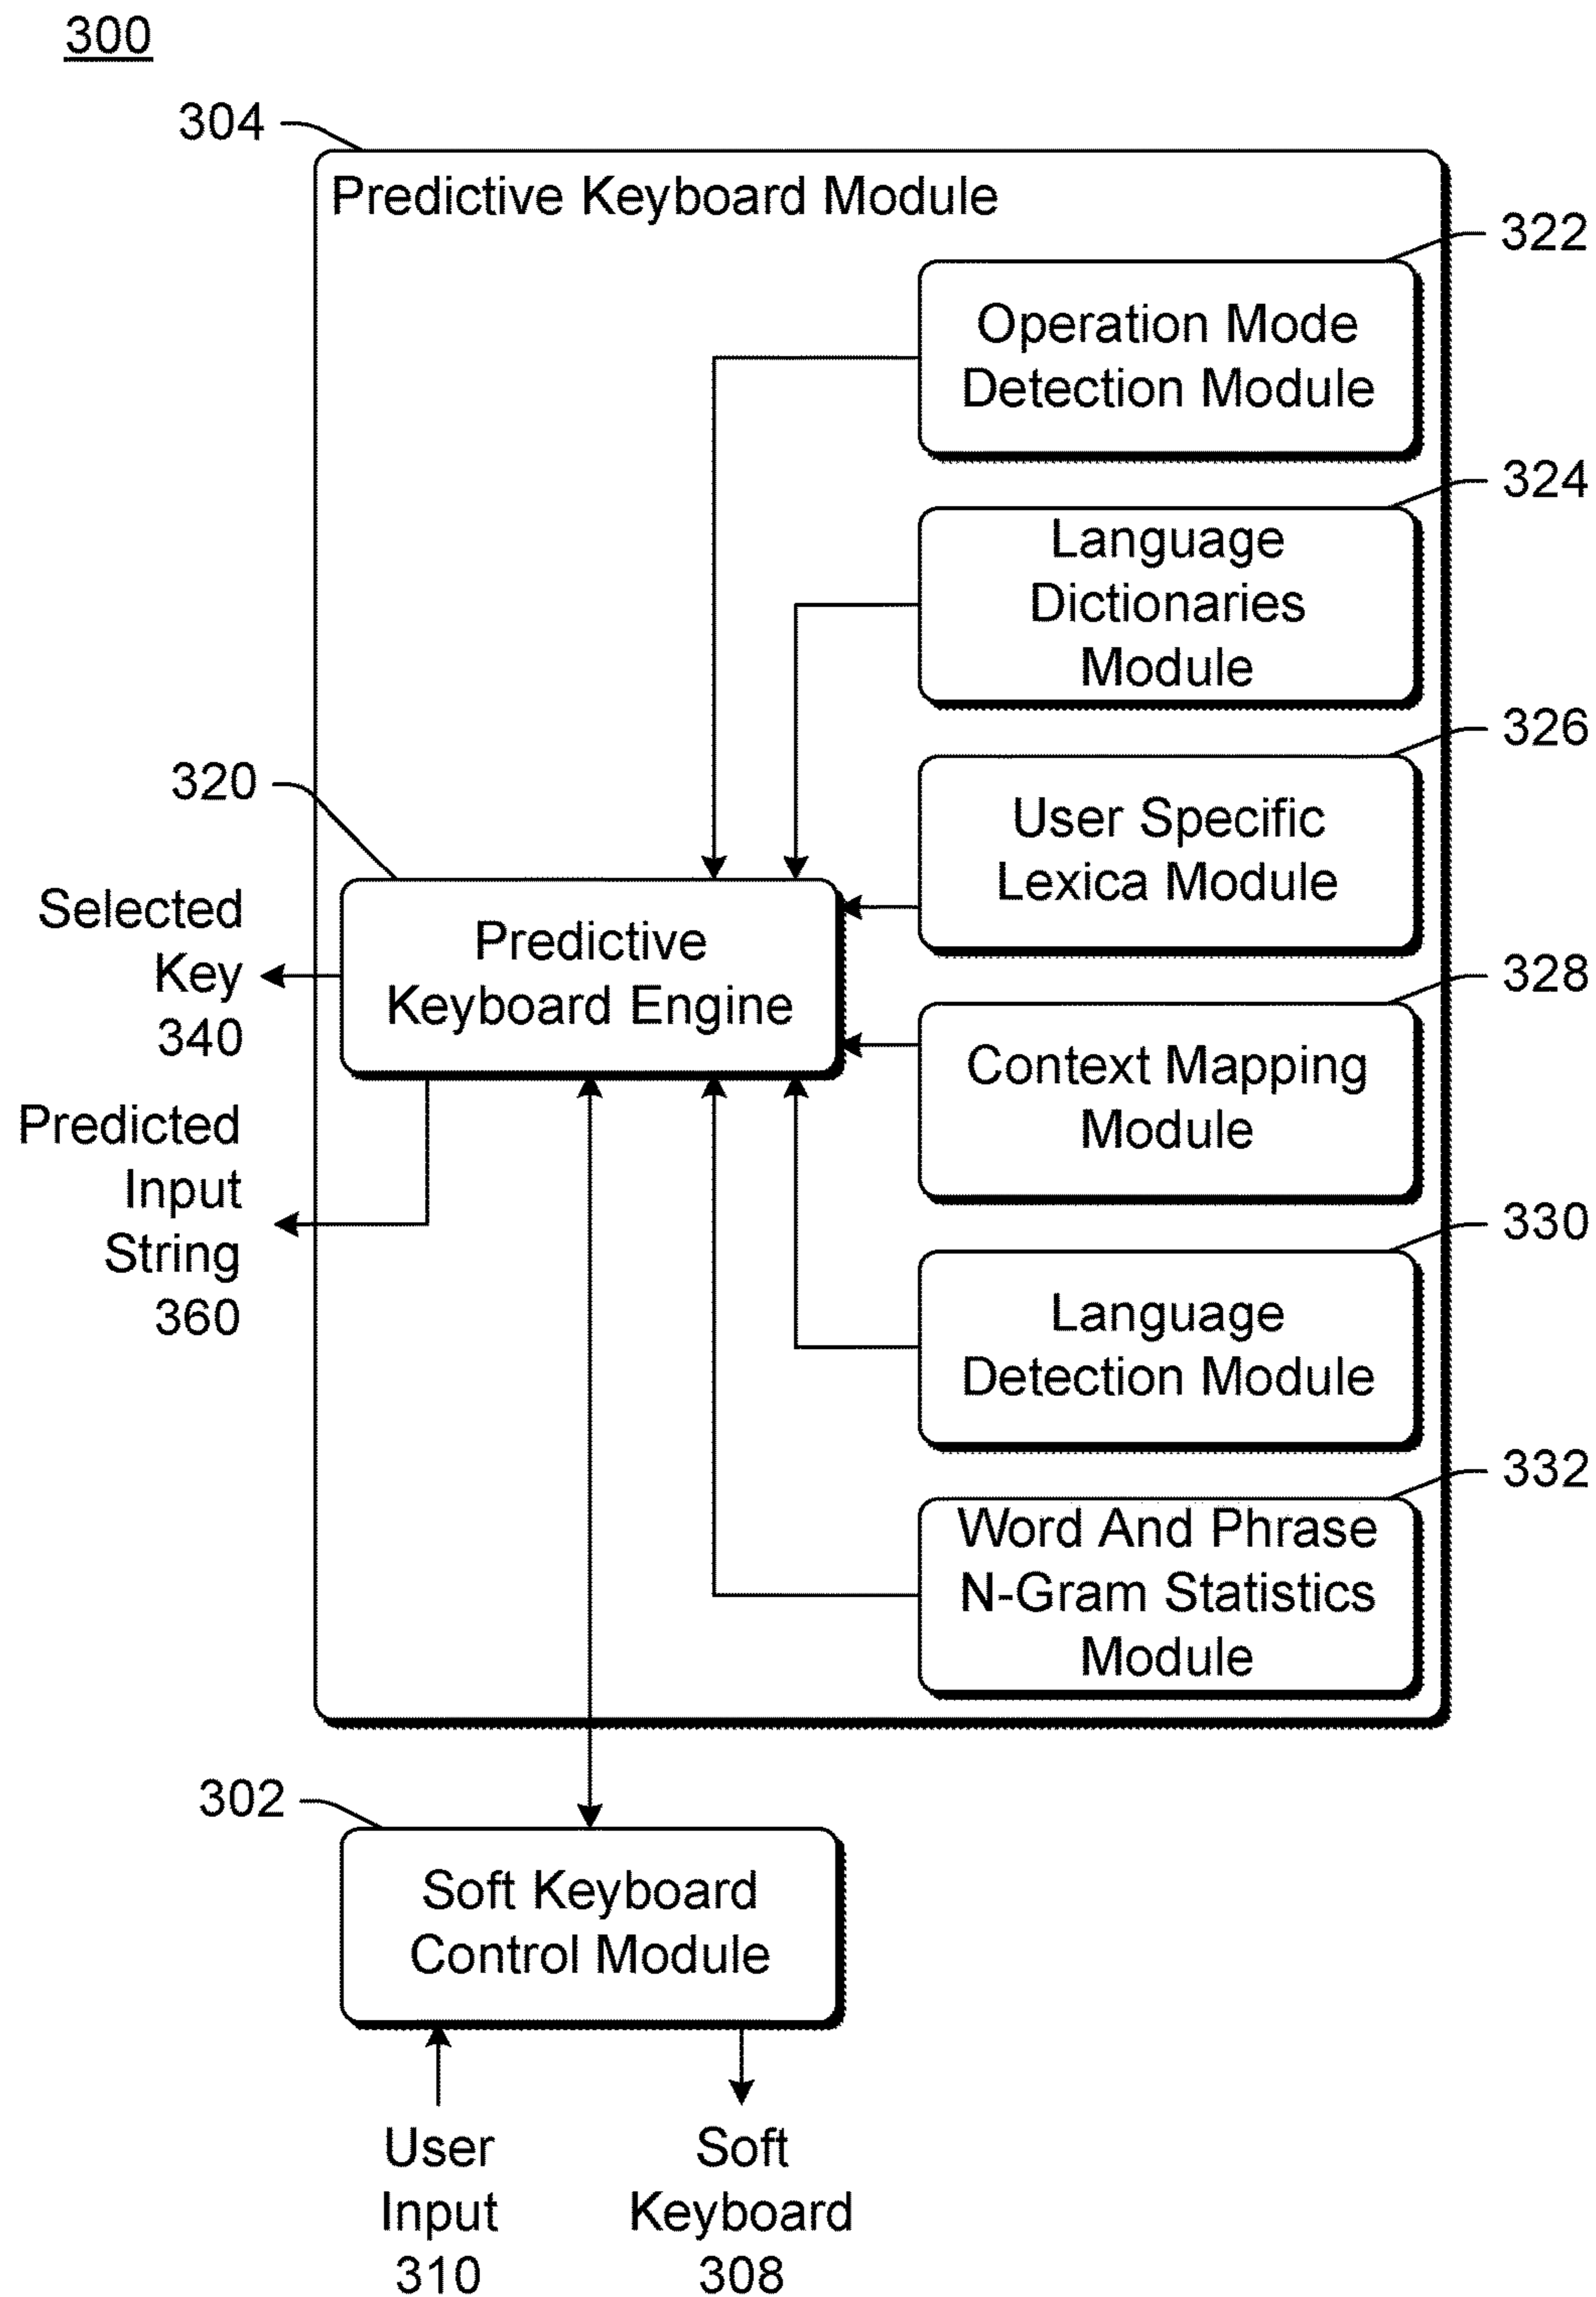 300
304
Predictive Keyboard Module
322
Operation Mode
Detection Module
324
Language
Dictionaries
Module
326
User Specific
Lexica Module
320
Predictive
Keyboard Engine
Selected
Key
340
328
Context Mapping
Module
Predicted
Input
String
360
330
Language
Detection Module
332
Word And Phrase
N-Gram Statistics
Module
302
Soft Keyboard
Control Module
User
Input
310
Soft
Keyboard
308